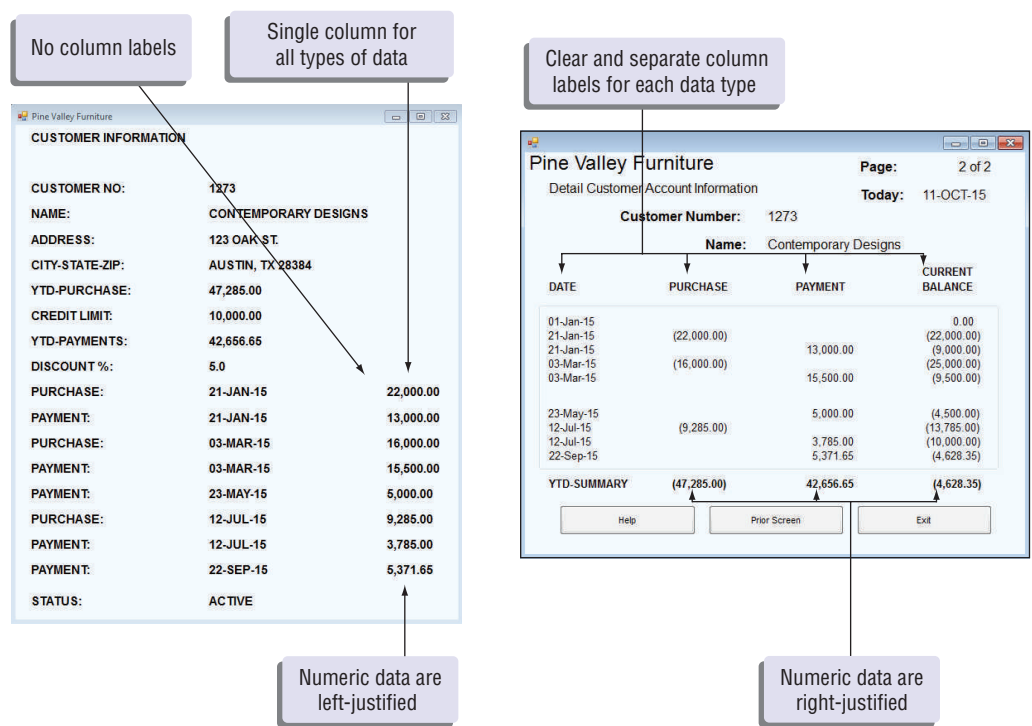 No column labels
Single column for
all types of data
Pine Valley Furniture
CUSTOMER INFORMATION
CUSTOMER NO: 1273
NAME: CONTEMPORARY DESIGNS
ADDRESS: 123 OAK ST.
CITY-STATE-ZIP: AUSTIN, TX 28384
YTD-PURCHASE: 47,285.00
CREDIT LIMIT: 10,000.00
YTD-PAYMENTS: 42,656.65
DISCOUNT %: 5.0
PURCHASE: 21-JAN-15 22,000.00
PAYMENT: 21-JAN-15 13,000.00
PURCHASE: 03-MAR-15 16,000.00
PAYMENT: 03-MAR-15 15,500.00
PAYMENT: 23-MAY-15 5,000.00
PURCHASE: 12-JUL-15 9,285.00
PAYMENT: 12-JUL-15 3,785.00
PAYMENT: 22-SEP-15 5,371.65
STATUS: ACTIVE
Numeric data are
left-justified
Clear and separate column
labels for each data type
Pine Valley Furniture Page: 2 of 2
Detail Customer Account Information Today: 11-OCT-15
Customer Number: 1273
Name: Contemporary Designs
DATE PURCHASE PAYMENT CURRENT
BALANCE
01-Jan-15 0.00
21-Jan-15 (22,000.00) (22,000.00)
21-Jan-15 13,000.00 (9,000.00)
03-Mar-15 (16,000.00) (25,000.00)
03-Mar-15 15,500.00 (9,500.00)
23-May-15 5,000.00 (4,500.00)
12-Jul-15 (9,285.00) (13,785.00)
12-Jul-15 3,785.00 (10,000.00)
22-Sep-15 5,371.65 (4,628.35)
YTD-SUMMARY (47,285.00) 42,656.65 (4,628.35)
Help Prior Screen Exit
Numeric data are
right-justified